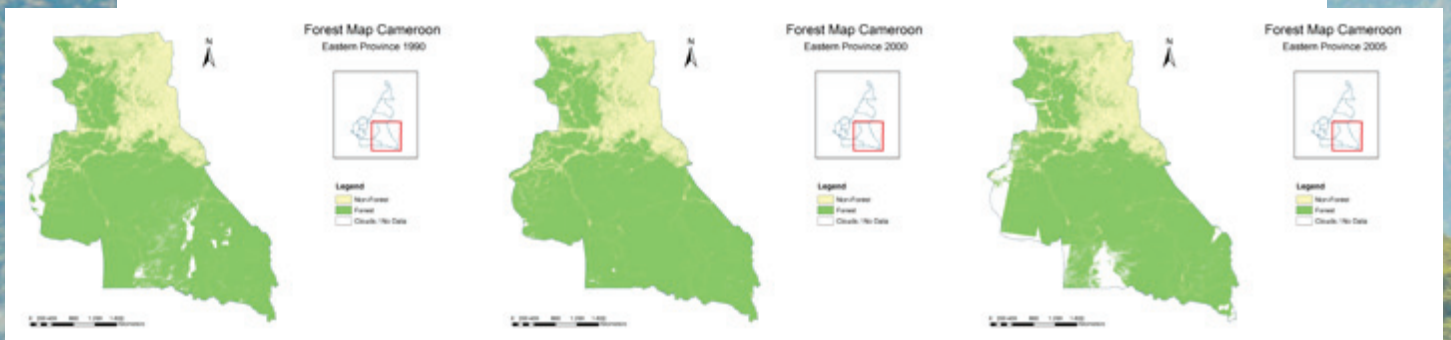 Forest Map Cameroon
Eastern Province 1990
N
Legend
Non-Forest
Forest
Clouds / No Data
Forest Map Cameroon
Eastern Province 2000
N
Legend
Non-Forest
Forest
Clouds / No Data
Forest Map Cameroon
Eastern Province 2005
N
Legend
Non-Forest
Forest
Clouds / No Data